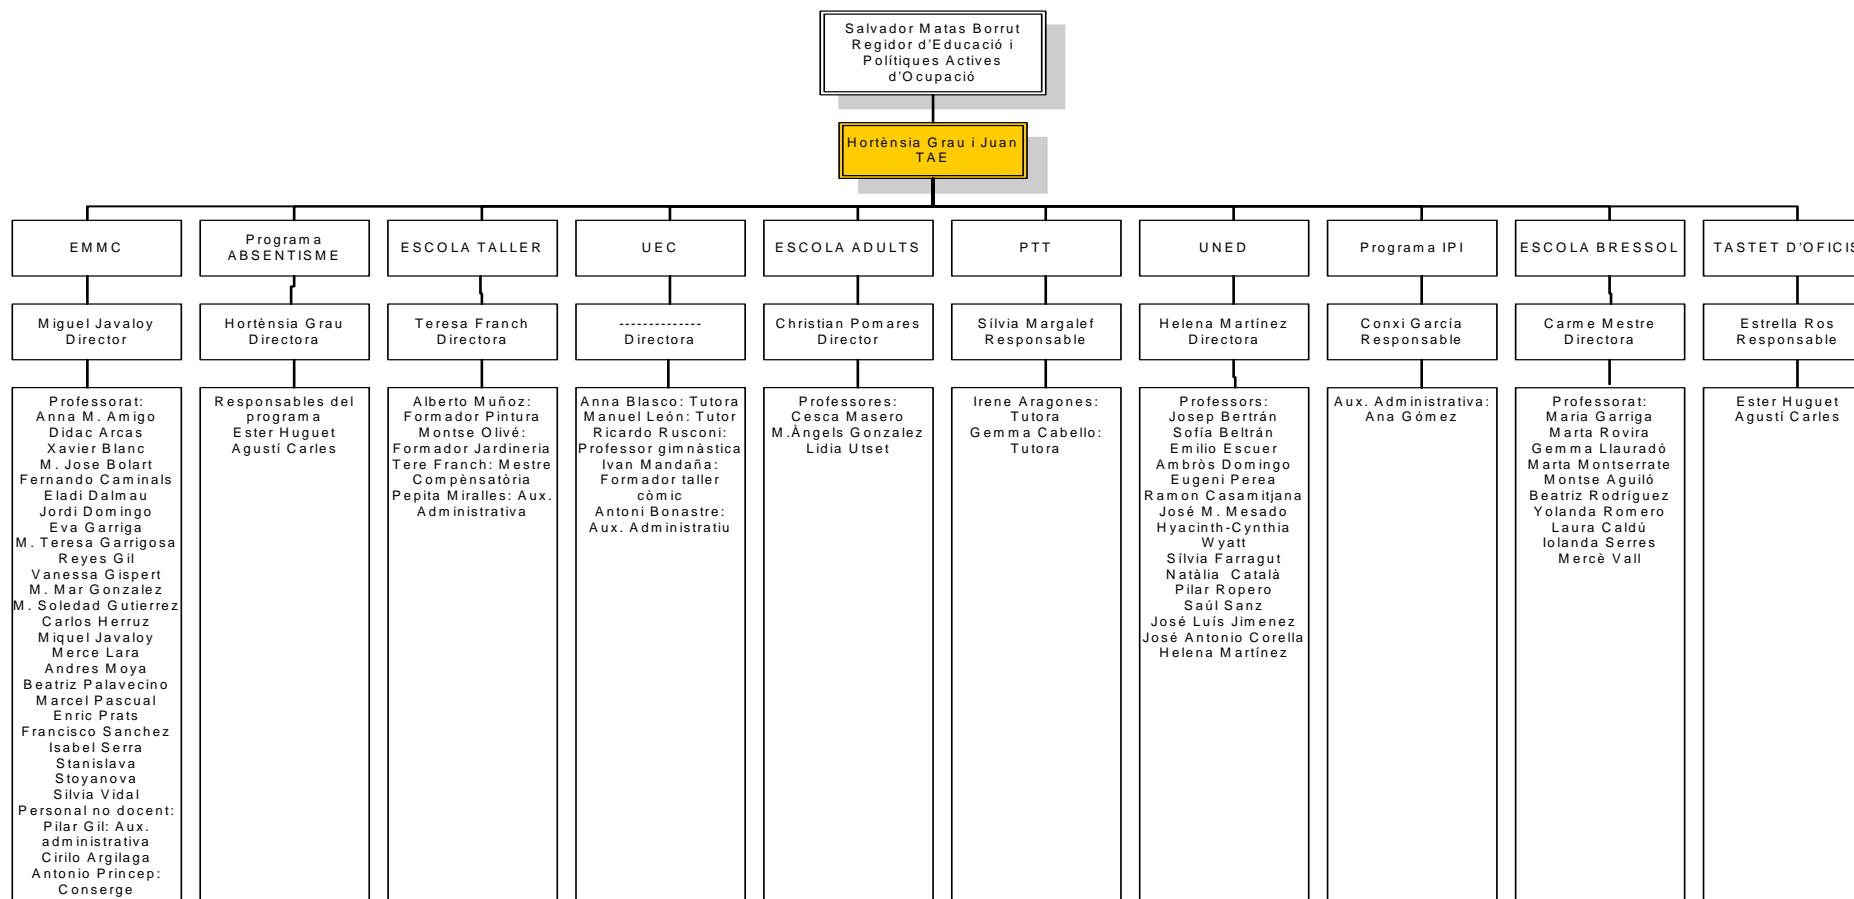 Salvador Matas Borrut
Regidor d'Educació i
Polítiques Actives
d'Ocupació
Hortènsia Grau i Juan
TAE
EMMC
Programa
ABSENTISME
ESCOLA TALLER
UEC
ESCOLA ADULTS
PTT
UNED
Programa IPI
ESCOLA BRESSOL
TASTET D'OFICIS
Miguel Javaloy
Director
Hortènsia Grau
Directora
Teresa Franch
Directora
--------------
Directora
Christian Pomares
Director
Sílvia Margalef
Responsable
Helena Martínez
Directora
Conxi García
Responsable
Carme Mestre
Directora
Estrella Ros
Responsable
Professorat:
Anna M. Amigo
Didac Arcas
Xavier Blanc
M. Jose Bolart
Fernando Caminals
Eladi Dalmau
Jordi Domingo
Eva Garriga
M. Teresa Garrigosa
Reyes Gil
Vanessa Gispert
M. Mar Gonzalez
M. Soledad Gutierrez
Carlos Herruz
Miquel Javaloy
Merce Lara
Andres Moya
Beatriz Palavecino
Marcel Pascual
Enric Prats
Francisco Sanchez
Isabel Serra
Stanislava
Stoyanova
Silvia Vidal
Personal no docent:
Pilar Gil: Aux.
administrativa
Cirilo Argilaga
Antonio Princep:
Conserge
Responsables del
programa
Ester Huguet
Agustí Carles
Alberto Muñoz:
Formador Pintura
Montse Olivé:
Formador Jardineria
Tere Franch: Mestre
Compènsatòria
Pepita Miralles: Aux.
Administrativa
Anna Blasco: Tutora
Manuel León: Tutor
Ricardo Rusconi:
Professor gimnàstica
Ivan Mandaña:
Formador taller
còmic
Antoni Bonastre:
Aux. Administratiu
Professores:
Cesca Masero
M.Àngels Gonzalez
Lidia Utset
Irene Aragones:
Tutora
Gemma Cabello:
Tutora
Professors:
Josep Bertrán
Sofía Beltrán
Emilio Escuer
Ambròs Domingo
Eugeni Perea
Ramon Casamitjana
José M. Mesado
Hyacinth-Cynthia
Wyatt
Sílvia Farragut
Natàlia Català
Pilar Ropero
Saúl Sanz
José Luís Jimenez
José Antonio Corella
Helena Martínez
Aux. Administrativa:
Ana Gómez
Professorat:
Maria Garriga
Marta Rovira
Gemma Llauradó
Marta Montserrate
Montse Aguiló
Beatriz Rodríguez
Yolanda Romero
Laura Caldú
Iolanda Serres
Mercè Vall
Ester Huguet
Agustí Carles